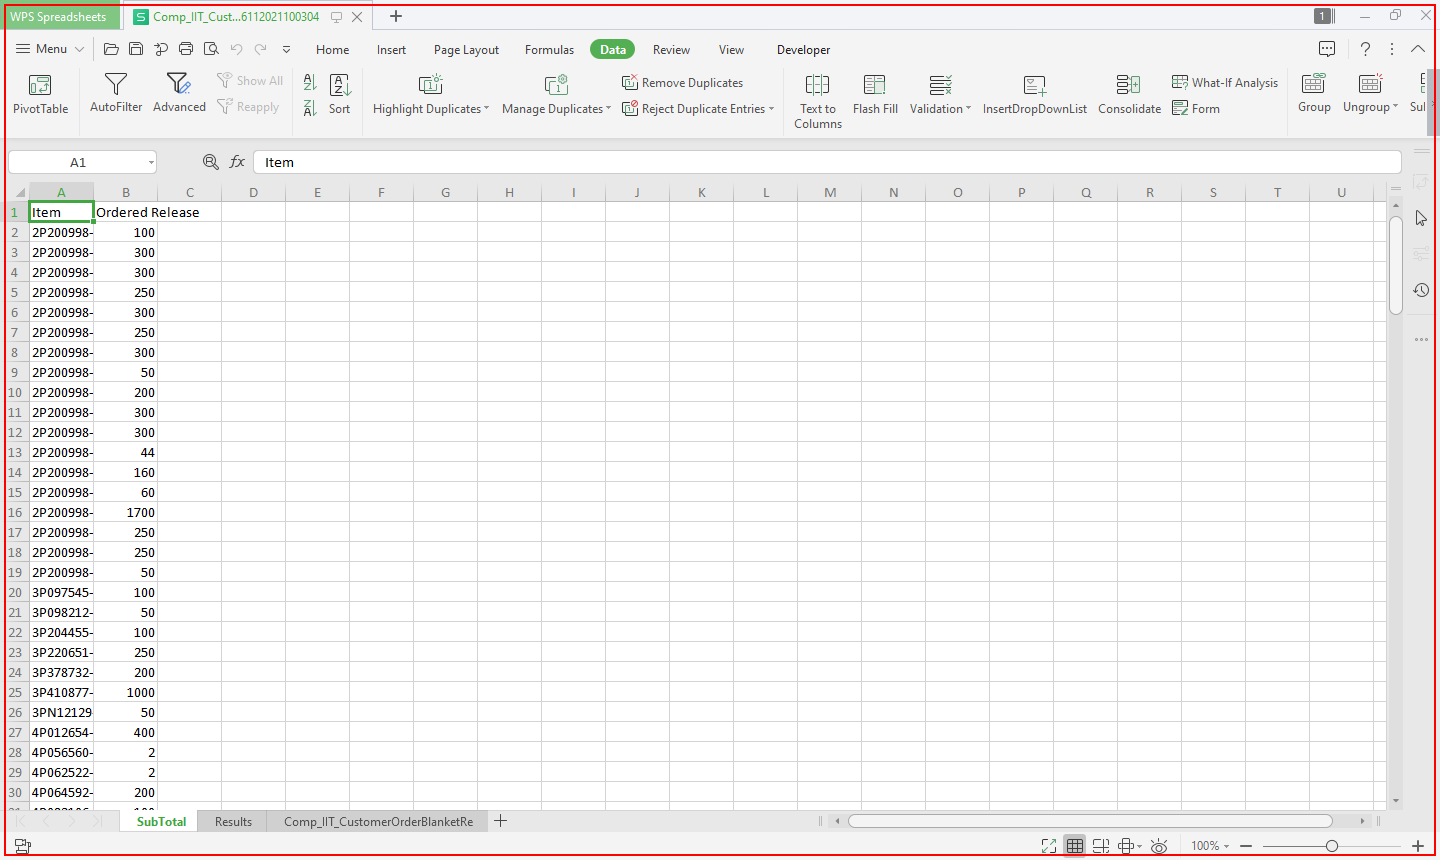 WPS Spreadsheets
Comp_IIT_Cust...6112021100304
1
Menu
Home
Insert
Page Layout
Formulas
Data
Review
View
Developer
Show All
Remove Duplicates
What-If Analysis
PivotTable
AutoFilter
Advanced
Reapply
Sort
Highlight Duplicates
Manage Duplicates
Reject Duplicate Entries
Text to
Columns
Flash Fill
Validation
InsertDropDownList
Consolidate
Form
Group
Ungroup
A1
fx
Item
A B C D E F G H I J K L M N O P Q R S T U
1 Item Ordered Release
2 2P200998- 100
3 2P200998- 300
4 2P200998- 300
5 2P200998- 250
6 2P200998- 300
7 2P200998- 250
8 2P200998- 300
9 2P200998- 50
10 2P200998- 200
11 2P200998- 300
12 2P200998- 300
13 2P200998- 44
14 2P200998- 160
15 2P200998- 60
16 2P200998- 1700
17 2P200998- 250
18 2P200998- 250
19 2P200998- 50
20 3P097545- 100
21 3P098212- 50
22 3P204455- 100
23 3P220651- 250
24 3P378732- 200
25 3P410877- 1000
26 3PN12129 50
27 4P012654- 400
28 4P056560- 2
29 4P062522- 2
30 4P064592- 200
SubTotal
Results
Comp_IIT_CustomerOrderBlanketRe
100%